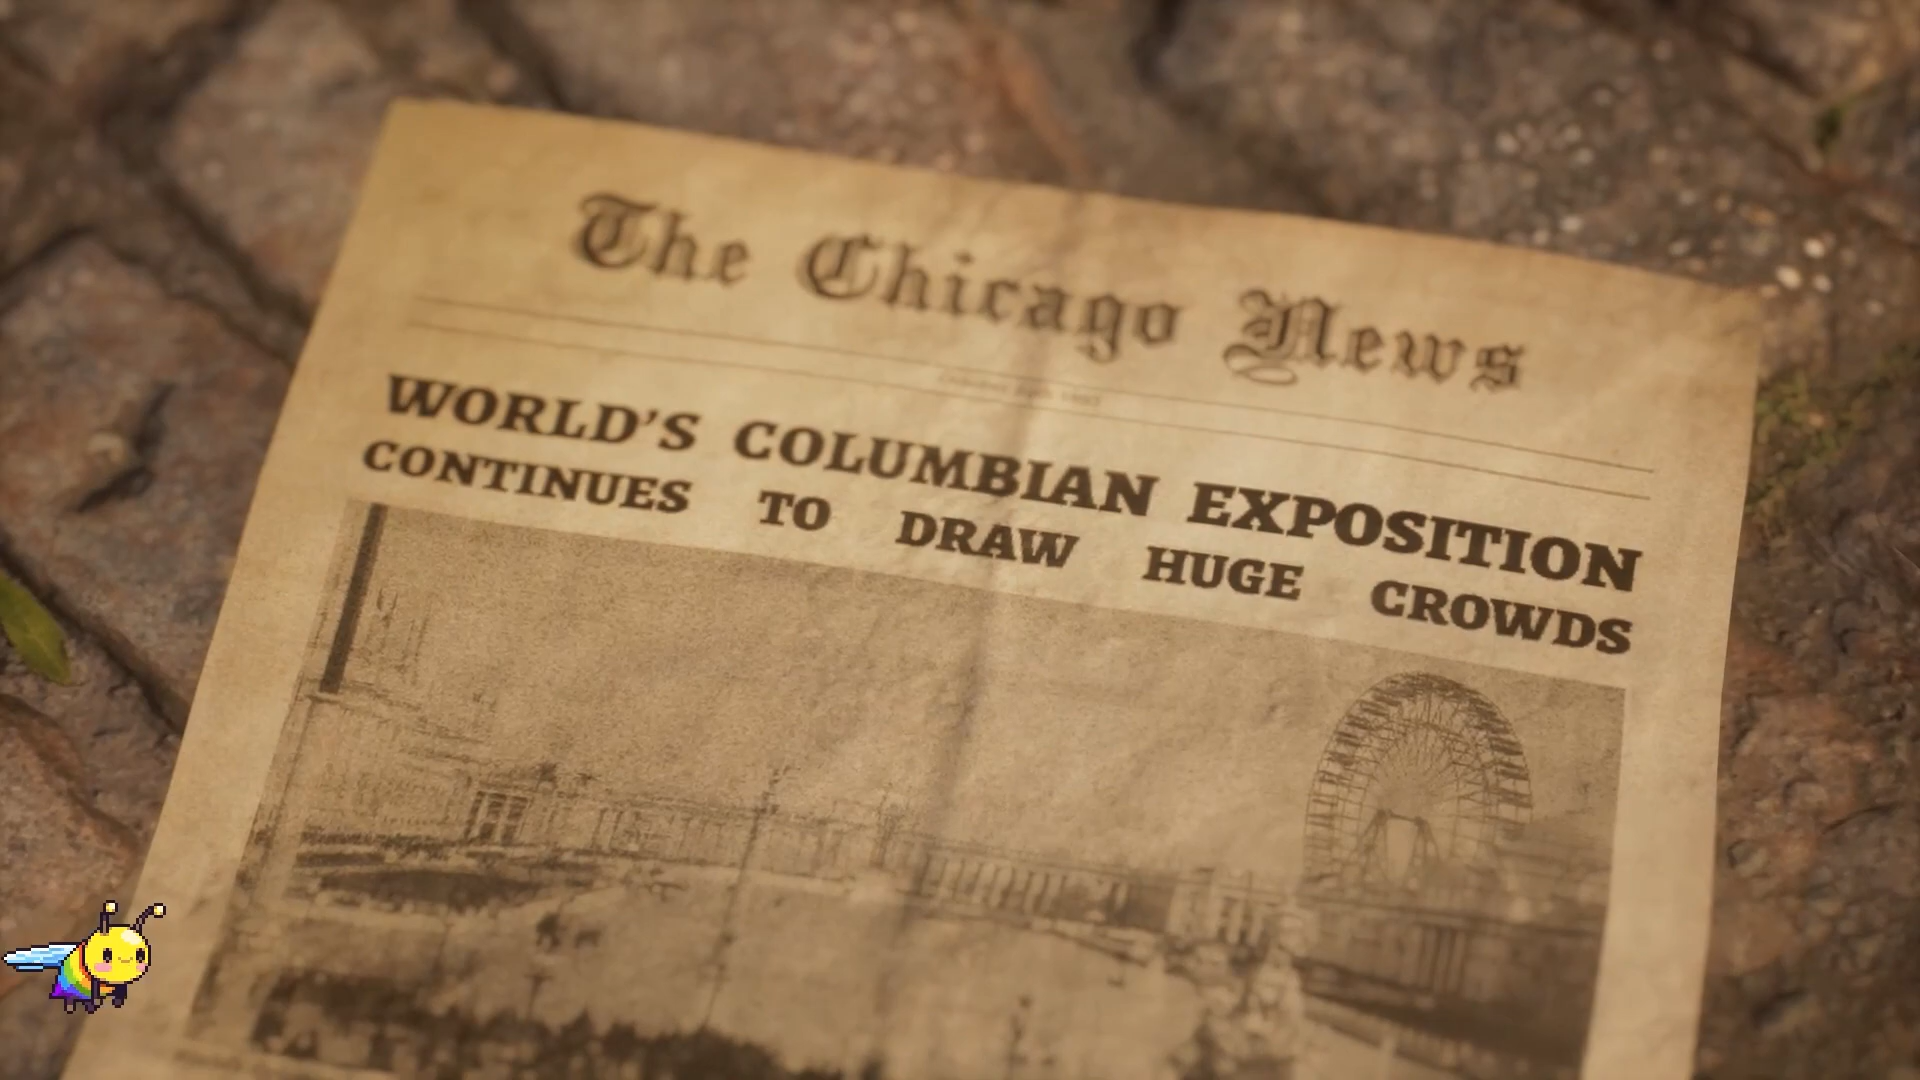 The Chicago News
WORLD'S COLUMBIAN EXPOSITION
CONTINUES TO DRAW HUGE CROWDS